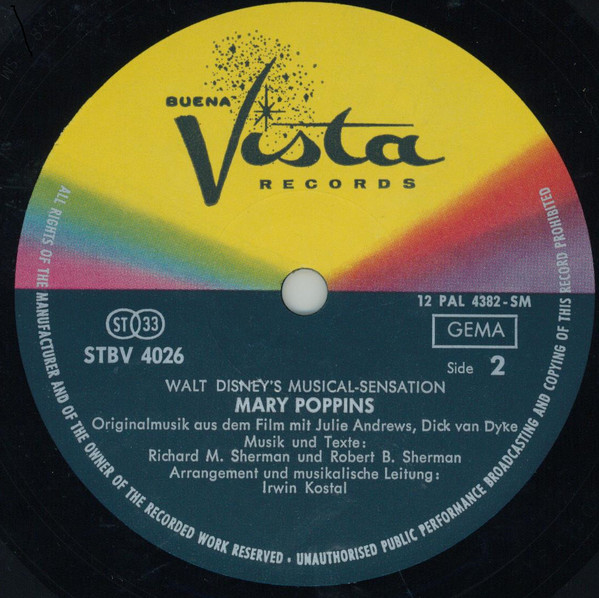 BUENA
Vista
RECORDS
12 PAL 4382-SM
ST 33
GEMA
STBV 4026
Side 2
WALT DISNEY'S MUSICAL-SENSATION
MARY POPPINS
Originalmusik aus dem Film mit Julie Andrews, Dick van Dyke
Musik und Texte:
Richard M. Sherman und Robert B. Sherman
Arrangement und musikalische Leitung:
Irwin Kostal
ALL RIGHTS OF THE MANUFACTURER AND OF THE OWNER OF THE RECORDED WORK RESERVED • UNAUTHORISED PUBLIC PERFORMANCE BROADCASTING AND COPYING OF THIS RECORD PROHIBITED